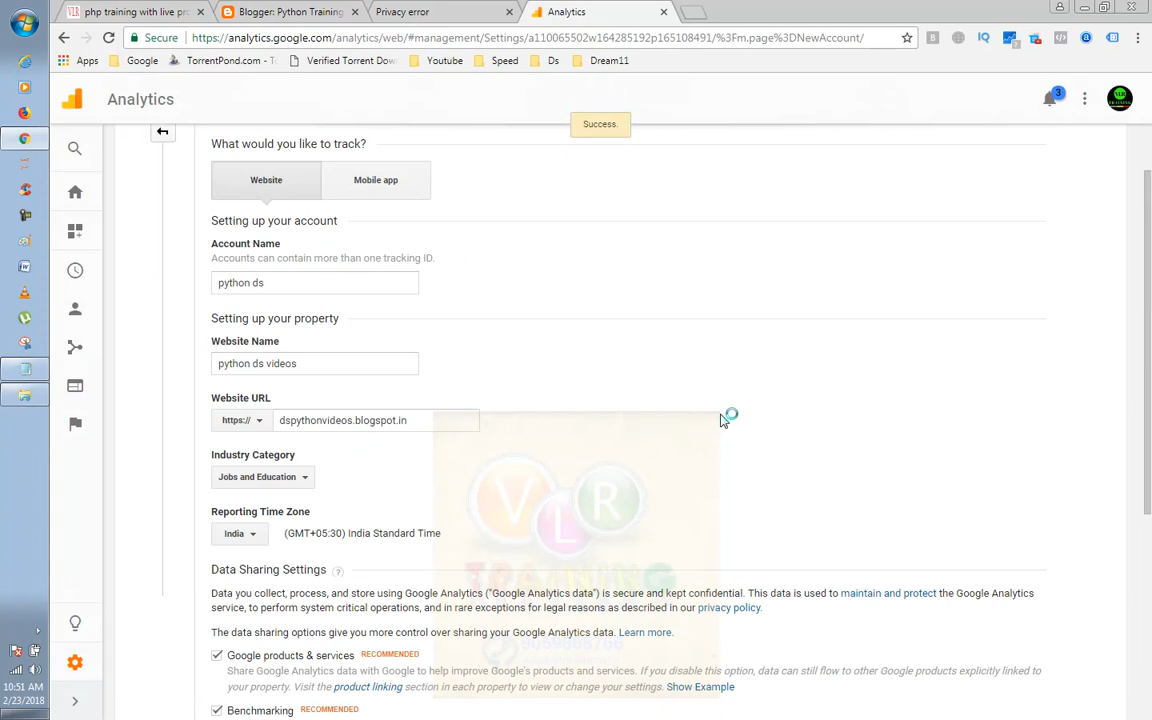 php training with live pr
Blogger: Python Training
Privacy error
Analytics
Secure
https://analytics.google.com/analytics/web/#management/Settings/a110065502w164285192p165108491/%3Fm.page%3DNewAccount/
Apps
Google
TorrentPond.com - T
Verified Torrent Dow
Youtube
Speed
Ds
Dream11
Analytics
3
Success.
What would you like to track?
Website
Mobile app
Setting up your account
Account Name
Accounts can contain more than one tracking ID.
python ds
Setting up your property
Website Name
python ds videos
Website URL
https://
dspythonvideos.blogspot.in
Industry Category
Jobs and Education
VLR
Reporting Time Zone
India
(GMT+05:30) India Standard Time
TRAINING
Data Sharing Settings ?
Data you collect, process, and store using Google Analytics ("Google Analytics data") is secure and kept confidential. This data is used to maintain and protect the Google Analytics
service, to perform system critical operations, and in rare exceptions for legal reasons as described in our privacy policy.
The data sharing options give you more control over sharing your Google Analytics data. Learn more.
Google products & services RECOMMENDED
Share Google Analytics data with Google to help improve Google's products and services. If you disable this option, data can still flow to other Google products explicitly linked to
your property. Visit the product linking section in each property to view or change your settings. Show Example
Benchmarking RECOMMENDED
10:51 AM
2/23/2018